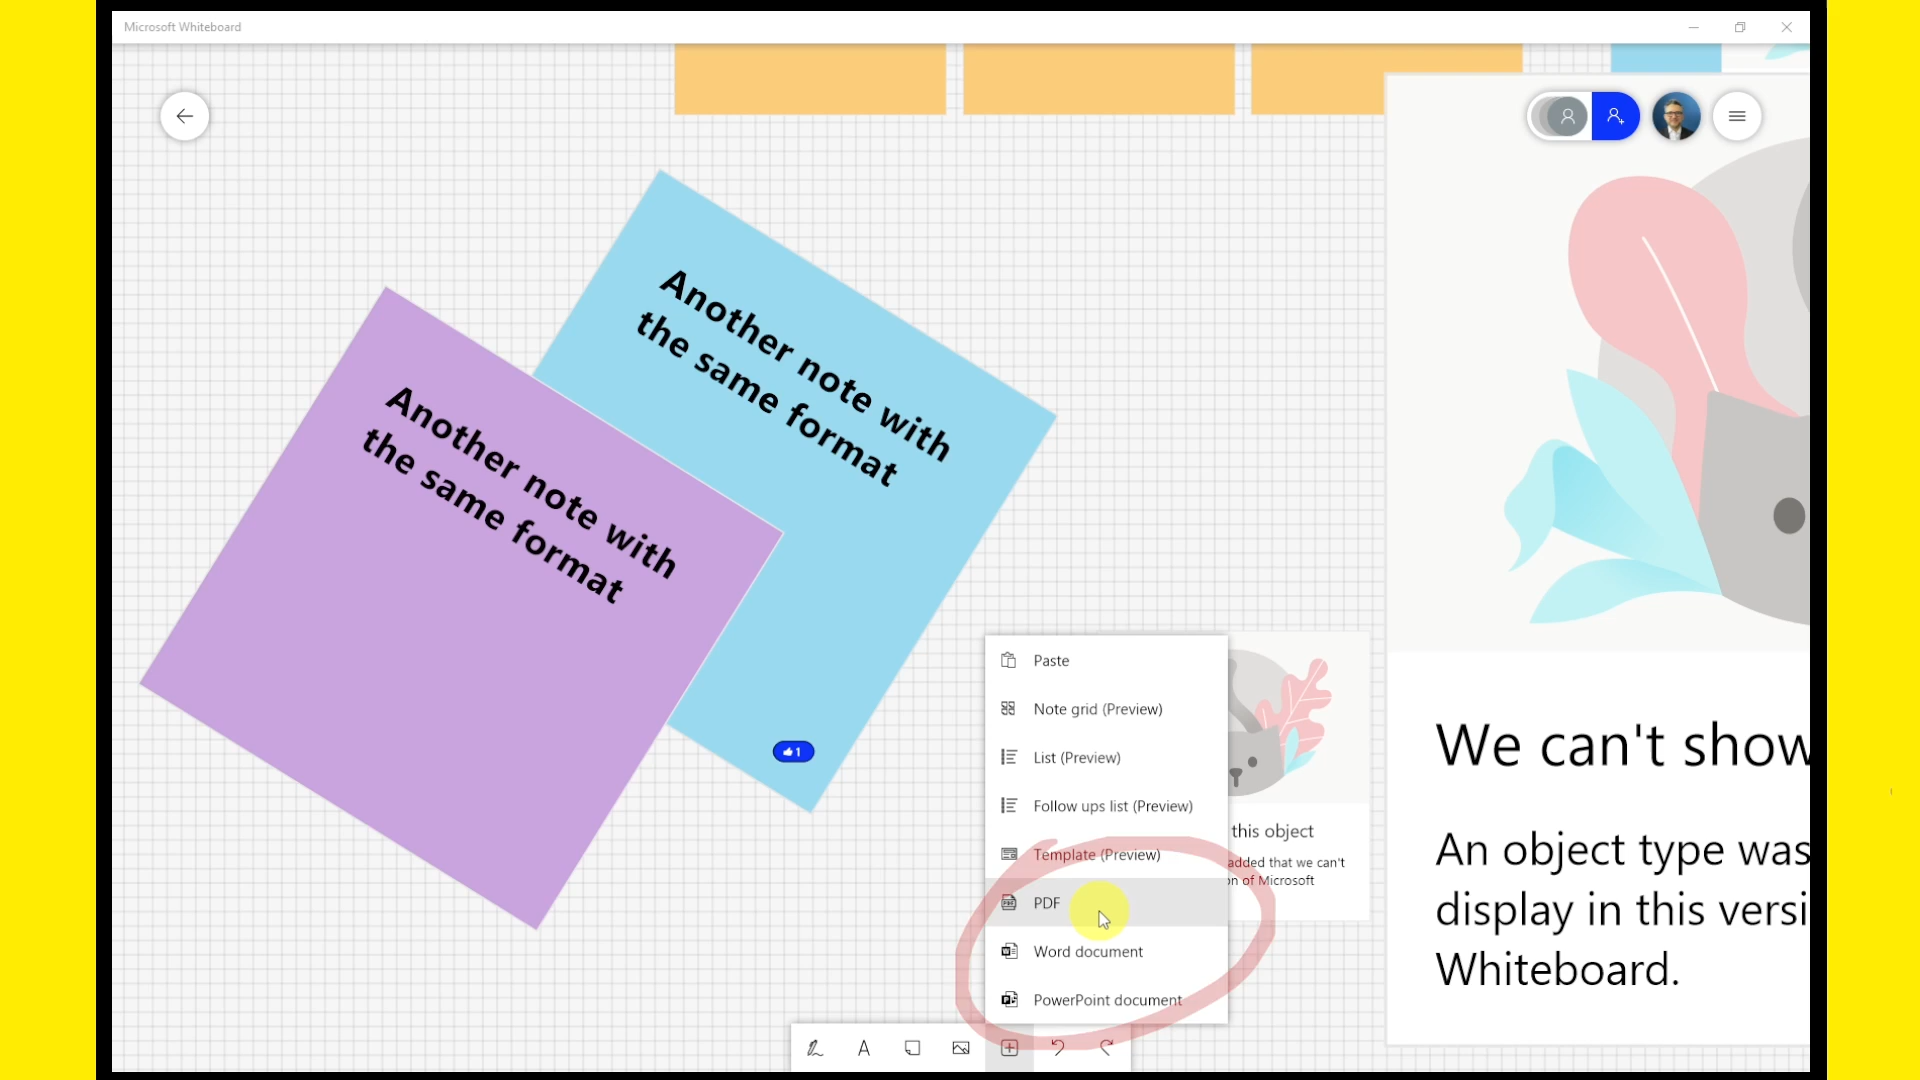 Microsoft Whiteboard
Another note with
the same format
Another note with
the same format
1
Paste
Note grid (Preview)
List (Preview)
Follow ups list (Preview)
Template (Preview)
PDF
Word document
PowerPoint document
this object
added that we can't
on of Microsoft
We can't show
An object type was
display in this versi
Whiteboard.